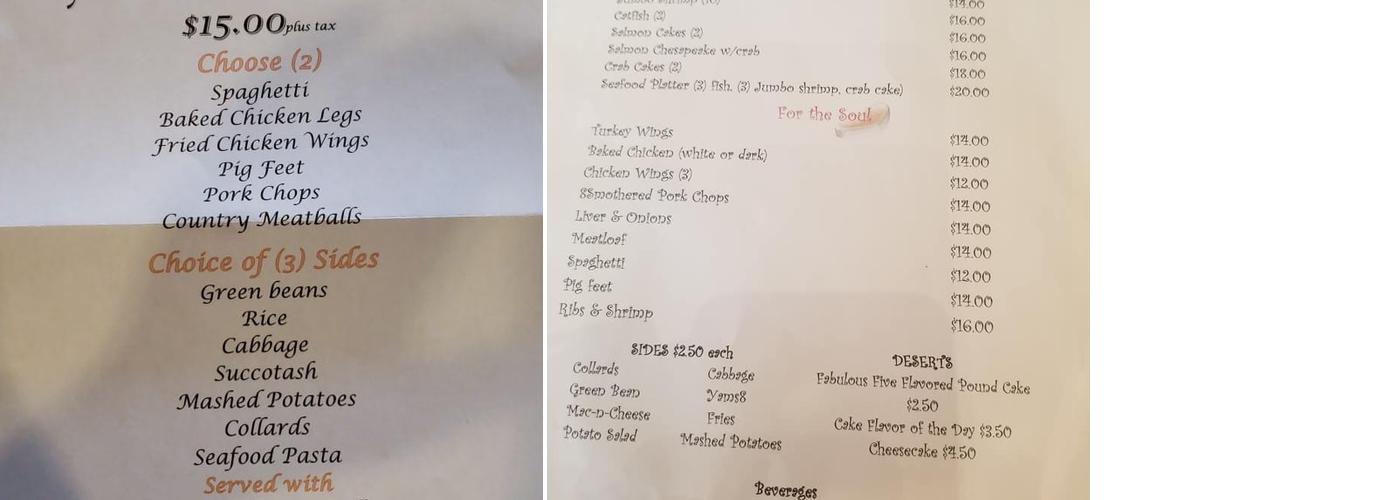 $15.00 plus tax
Choose (2)
Spaghetti
Baked Chicken Legs
Fried Chicken Wings
Pig Feet
Pork Chops
Country Meatballs
Choice of (3) Sides
Green beans
Rice
Cabbage
Succotash
Mashed Potatoes
Collards
Seafood Pasta
Served with
$14.00
Catfish (2) $16.00
Salmon Cakes (2) $16.00
Salmon Chesapeake w/crab $16.00
Crab Cakes (2) $18.00
Seafood Platter (3) fish, (3) Jumbo shrimp, crab cake) $20.00
For the Soul
Turkey Wings $14.00
Baked Chicken (white or dark) $14.00
Chicken Wings (3) $12.00
8Smothered Pork Chops $14.00
Liver & Onions $14.00
Meatloaf $14.00
Spaghetti $12.00
Pig feet $14.00
Ribs & Shrimp $16.00
SIDES $2.50 each
Collards Cabbage
Green Bean Yams8
Mac-n-Cheese Fries
Potato Salad Mashed Potatoes
DESERTS
Fabulous Five Flavored Pound Cake
$2.50
Cake Flavor of the Day $3.50
Cheesecake $4.50
Beverages